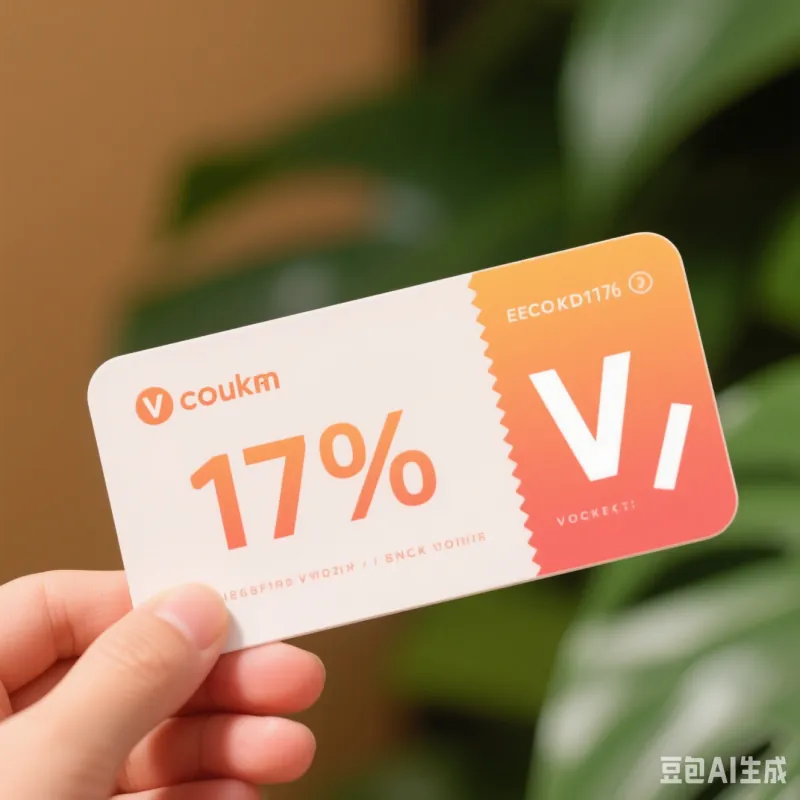 V coukm
17%
EECOKD1176
V/
VOCKEKT:
豆包AI生成